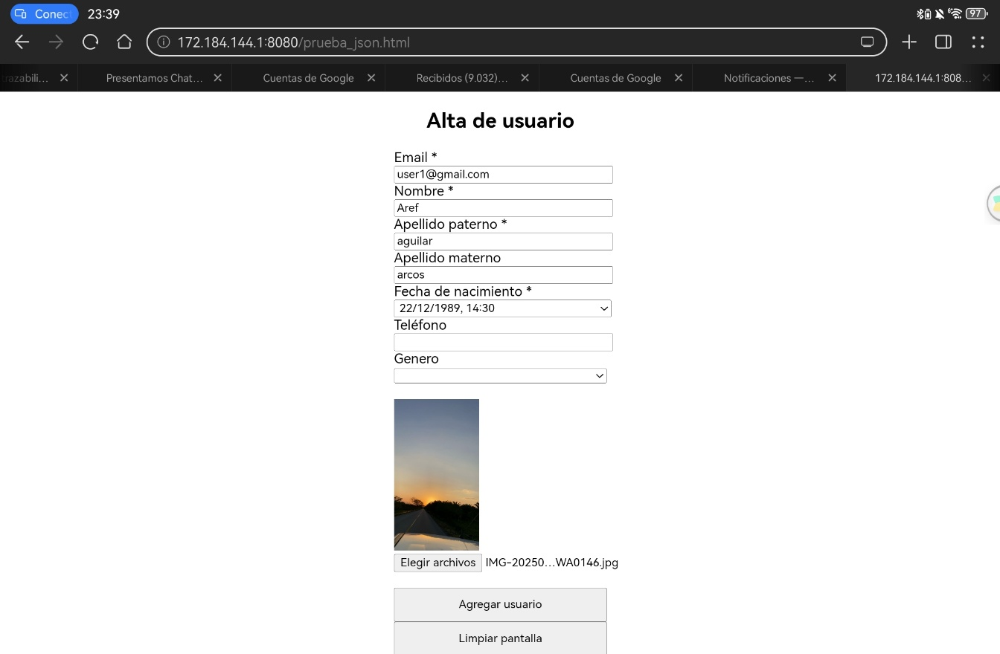 Conec
23:39
97
172.184.144.1:8080/prueba_json.html
trazabili...
Presentamos Chat...
Cuentas de Google
Recibidos (9.032)...
Cuentas de Google
Notificaciones —...
172.184.144.1:808...
Alta de usuario
Email *
user1@gmail.com
Nombre *
Aref
Apellido paterno *
aguilar
Apellido materno
arcos
Fecha de nacimiento *
22/12/1989, 14:30
Teléfono
Genero
Elegir archivos IMG-20250...WA0146.jpg
Agregar usuario
Limpiar pantalla